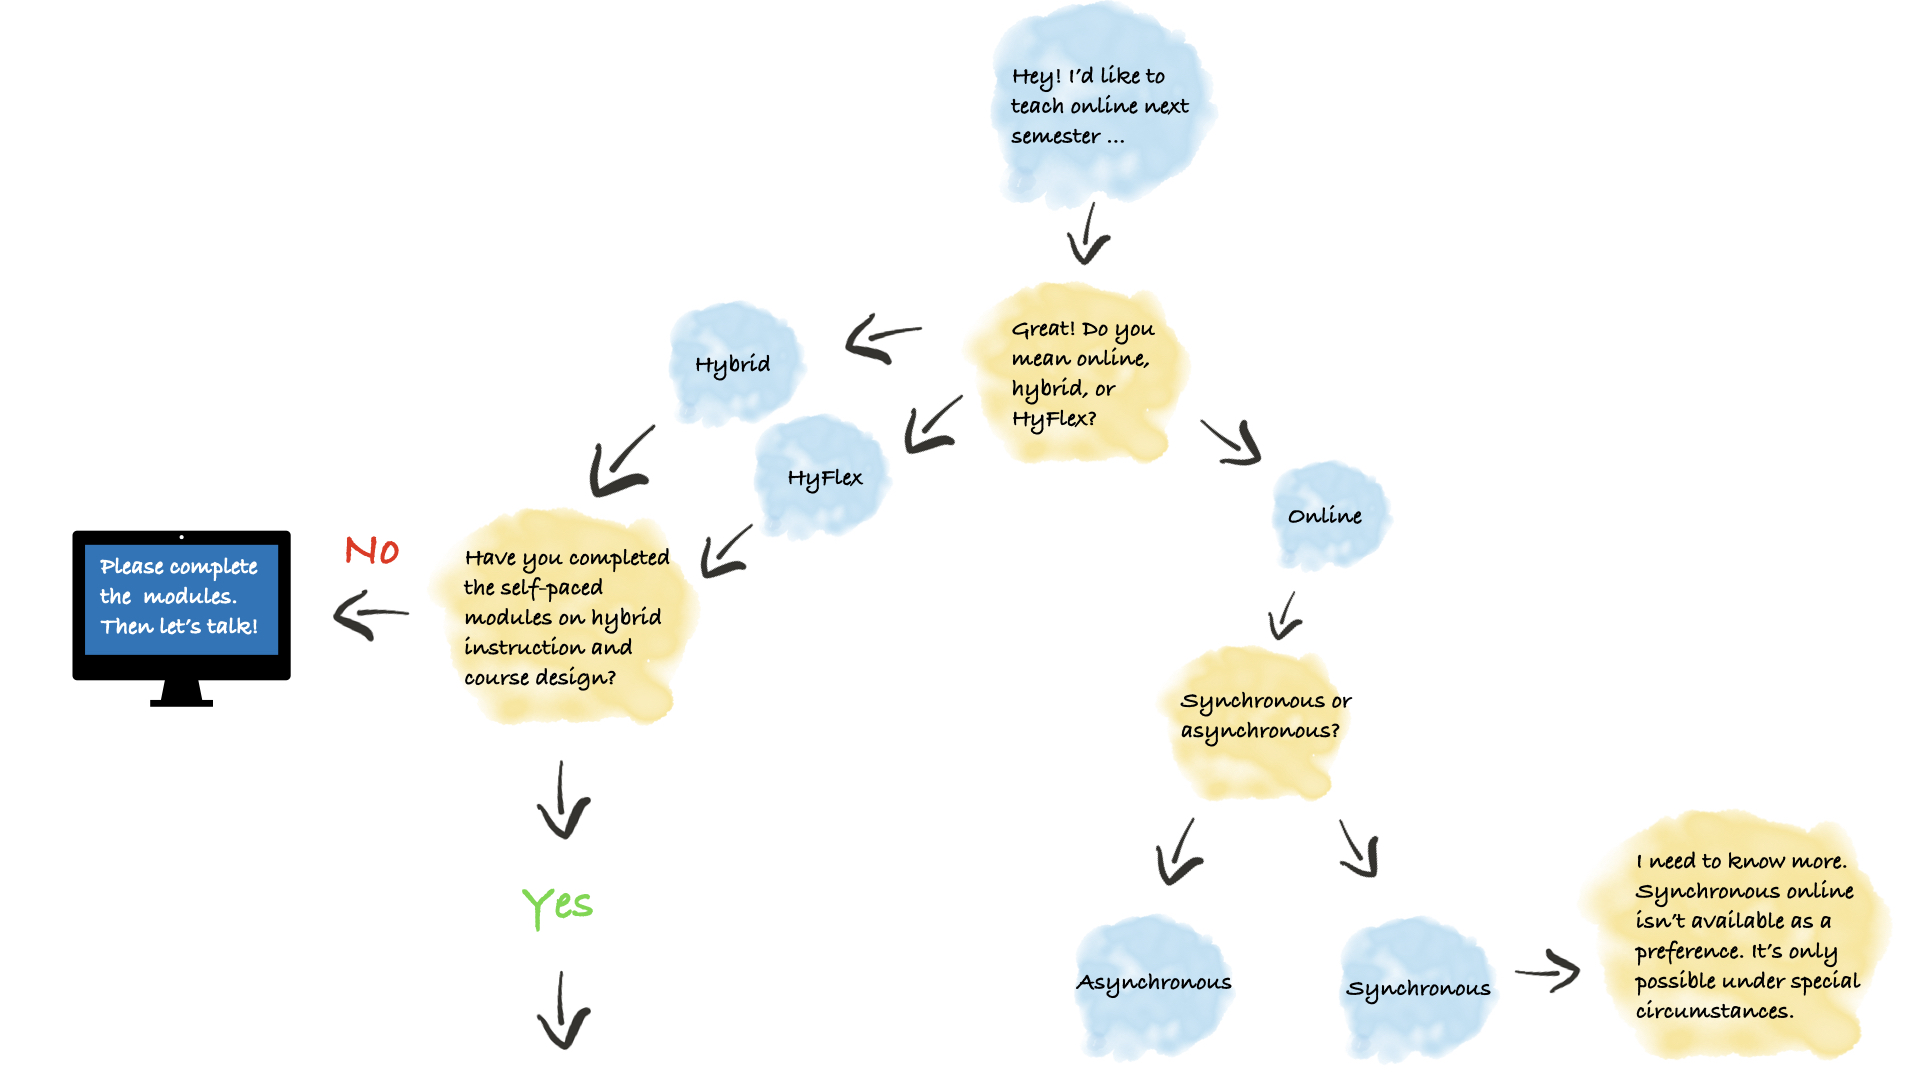 Hey! I'd like to
teach online next
semester ...
Great! Do you
mean online,
hybrid, or
HyFlex?
Hybrid
HyFlex
Online
Have you completed
the self-paced
modules on hybrid
instruction and
course design?
No
Please complete
the modules.
Then let's talk!
Yes
Synchronous or
asynchronous?
Asynchronous
Synchronous
I need to know more.
Synchronous online
isn't available as a
preference. It's only
possible under special
circumstances.